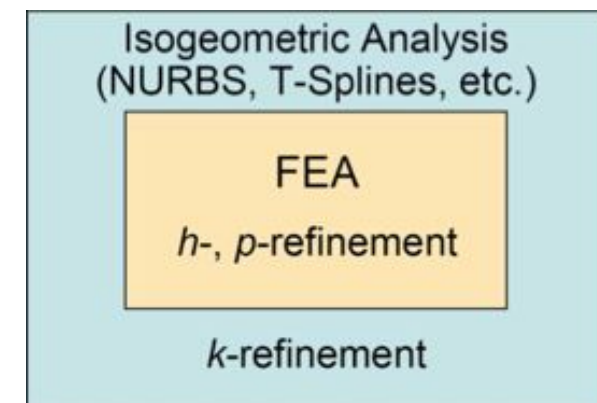 Isogeometric Analysis
(NURBS, T-Splines, etc.)
FEA
h-, p-refinement
k-refinement